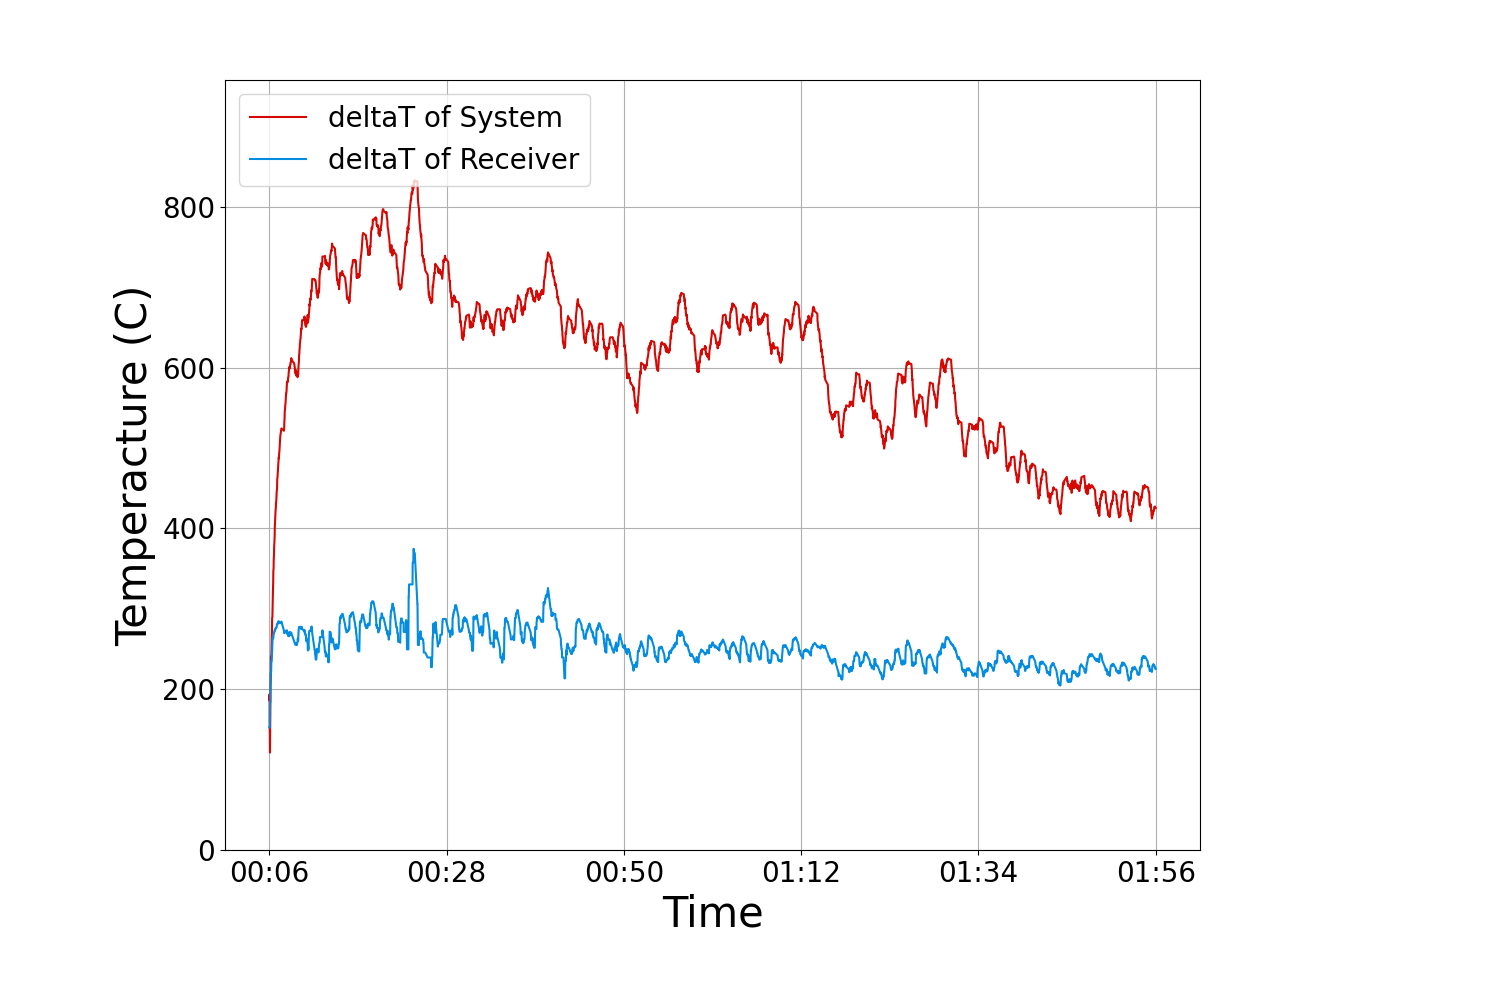 deltaT of System
deltaT of Receiver
Temperacture (C)
800
600
400
200
0
00:06 00:28 00:50 01:12 01:34 01:56
Time